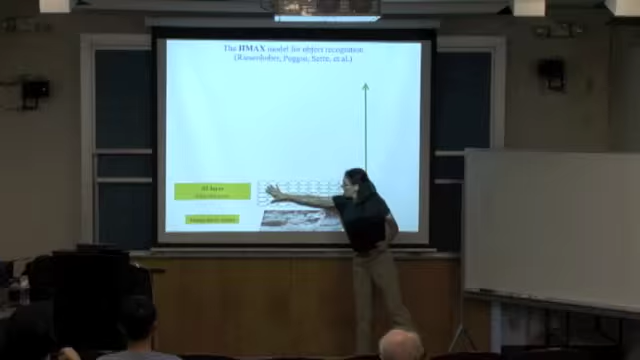 The HMAX model for object recognition
(Riesenhuber, Poggio, Serre, et al.)
S1 layer